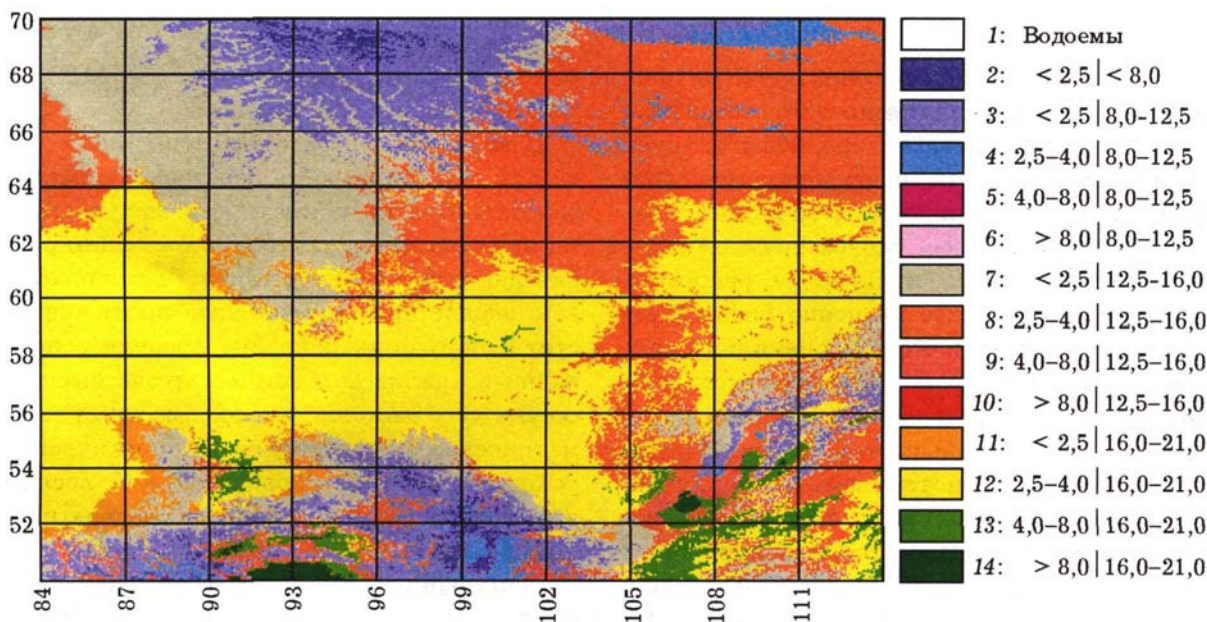 70
68
66
64
62
60
58
56
54
52
84
87
90
93
96
99
102
105
108
111
1: Водоемы
2: < 2,5 | < 8,0
3: < 2,5 | 8,0–12,5
4: 2,5–4,0 | 8,0–12,5
5: 4,0–8,0 | 8,0–12,5
6: > 8,0 | 8,0–12,5
7: < 2,5 | 12,5–16,0
8: 2,5–4,0 | 12,5–16,0
9: 4,0–8,0 | 12,5–16,0
10: > 8,0 | 12,5–16,0
11: < 2,5 | 16,0–21,0
12: 2,5–4,0 | 16,0–21,0
13: 4,0–8,0 | 16,0–21,0
14: > 8,0 | 16,0–21,0